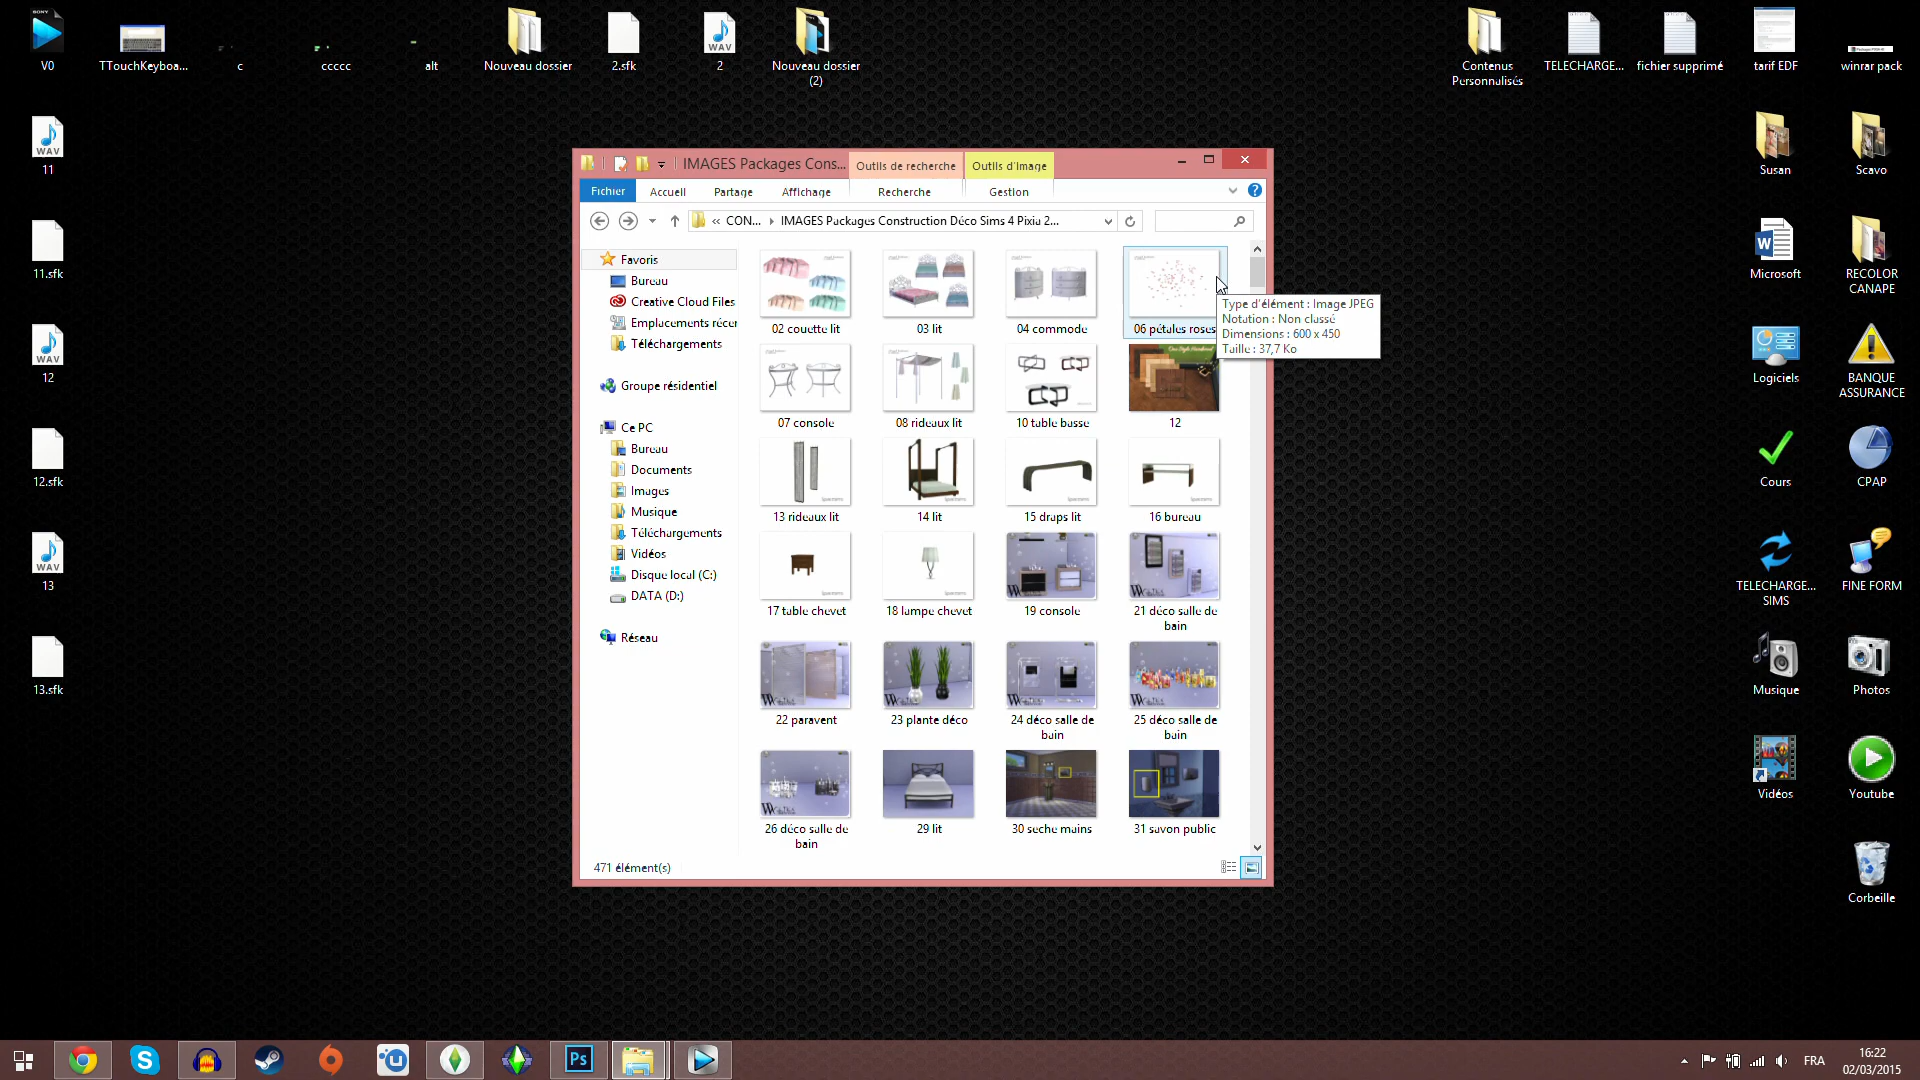 V0
TTouchKeyboa...
c
ccccc
alt
Nouveau dossier
2.sfk
WAV
2
Nouveau dossier
(2)
Contenus
Personnalisés
TELECHARGE...
fichier supprimé
tarif EDF
winrar pack
WAV
11
11.sfk
WAV
12
12.sfk
WAV
13
13.sfk
IMAGES Packages Cons...
Outils de recherche
Outils d'image
Fichier
Accueil
Partage
Affichage
Recherche
Gestion
« CON...
IMAGES Packages Construction Déco Sims 4 Pixia 2...
Favoris
Bureau
Creative Cloud Files
Emplacements récer
Téléchargements
Groupe résidentiel
Ce PC
Bureau
Documents
Images
Musique
Téléchargements
Vidéos
Disque local (C:)
DATA (D:)
Réseau
02 couette lit
03 lit
04 commode
06 pétales roses
Type d'élément : Image JPEG
Notation : Non classé
Dimensions : 600 x 450
Taille : 37,7 Ko
07 console
08 rideaux lit
10 table basse
12
13 rideaux lit
14 lit
15 draps lit
16 bureau
17 table chevet
18 lampe chevet
19 console
21 déco salle de
bain
22 paravent
23 plante déco
24 déco salle de
bain
25 déco salle de
bain
26 déco salle de
bain
29 lit
30 seche mains
31 savon public
471 élément(s)
Susan
Scavo
Microsoft
RECOLOR
CANAPE
Logiciels
BANQUE
ASSURANCE
Cours
CPAP
TELECHARGE...
SIMS
FINE FORM
Musique
Photos
Vidéos
Youtube
Corbeille
Ps
FRA
16:22
02/03/2015